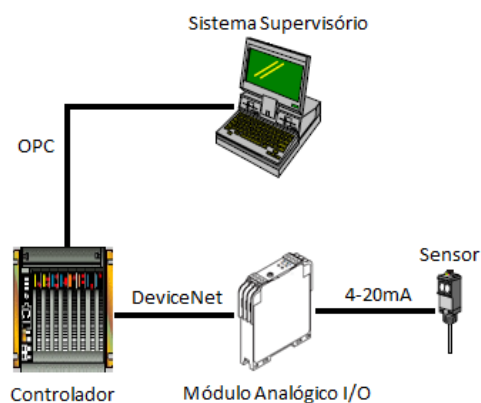 Sistema Supervisório
OPC
Sensor
DeviceNet
4-20mA
Controlador
Módulo Analógico I/O